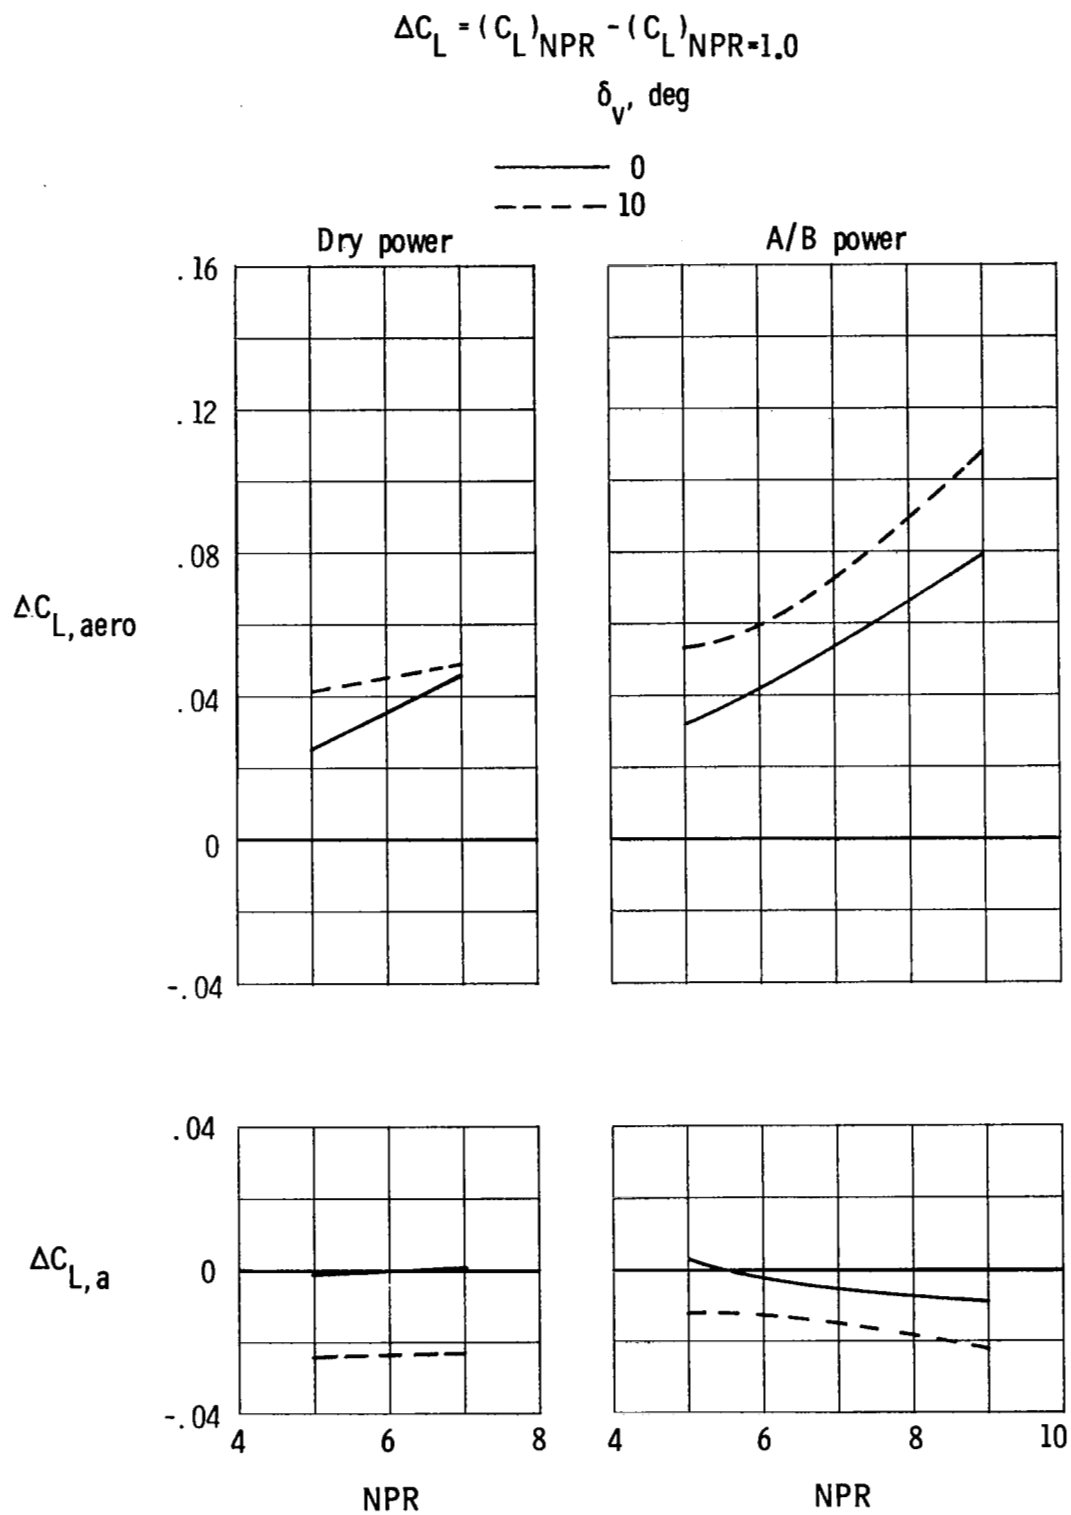 ΔC_L = (C_L)_NPR - (C_L)_NPR=1.0
δ_v, deg
0
10
Dry power
A/B power
.16
.12
.08
ΔC_L,aero
.04
0
-.04
.04
ΔC_L,a
0
-.04
4 6 8
4 6 8 10
NPR
NPR